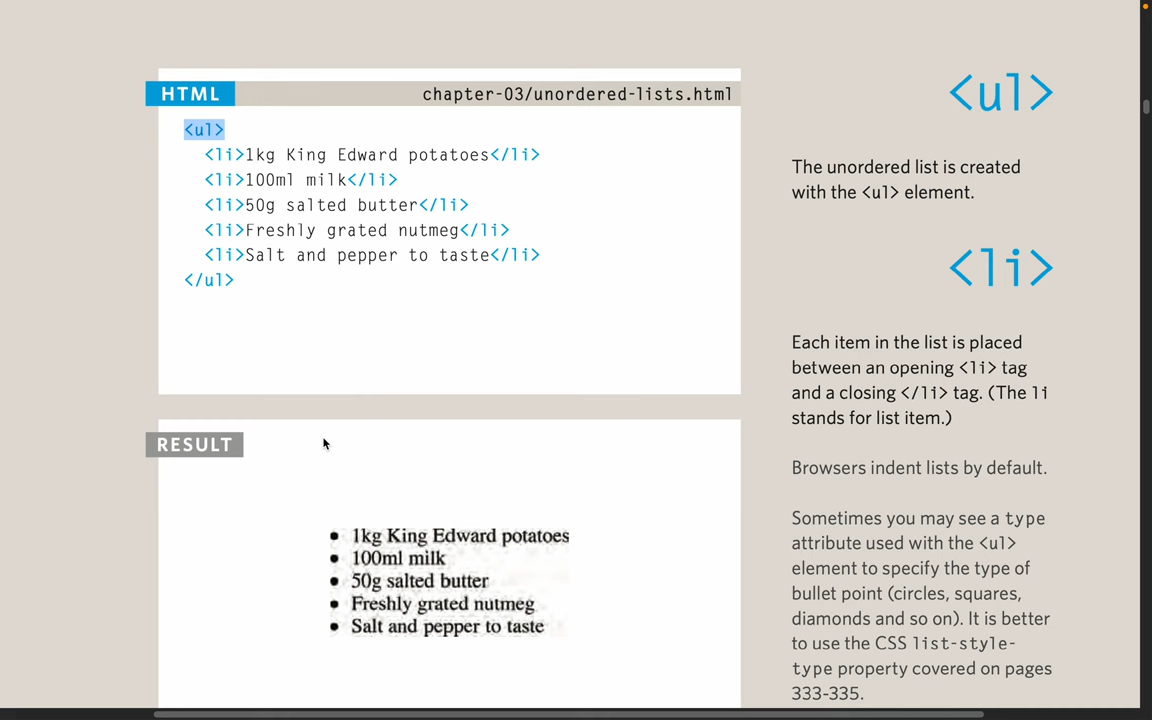 HTML
chapter-03/unordered-lists.html
<ul>
<li>1kg King Edward potatoes</li>
<li>100ml milk</li>
<li>50g salted butter</li>
<li>Freshly grated nutmeg</li>
<li>Salt and pepper to taste</li>
</ul>
RESULT
• 1kg King Edward potatoes
• 100ml milk
• 50g salted butter
• Freshly grated nutmeg
• Salt and pepper to taste
<ul>
The unordered list is created
with the <ul> element.
<li>
Each item in the list is placed
between an opening <li> tag
and a closing </li> tag. (The li
stands for list item.)
Browsers indent lists by default.
Sometimes you may see a type
attribute used with the <ul>
element to specify the type of
bullet point (circles, squares,
diamonds and so on). It is better
to use the CSS list-style-
type property covered on pages
333-335.